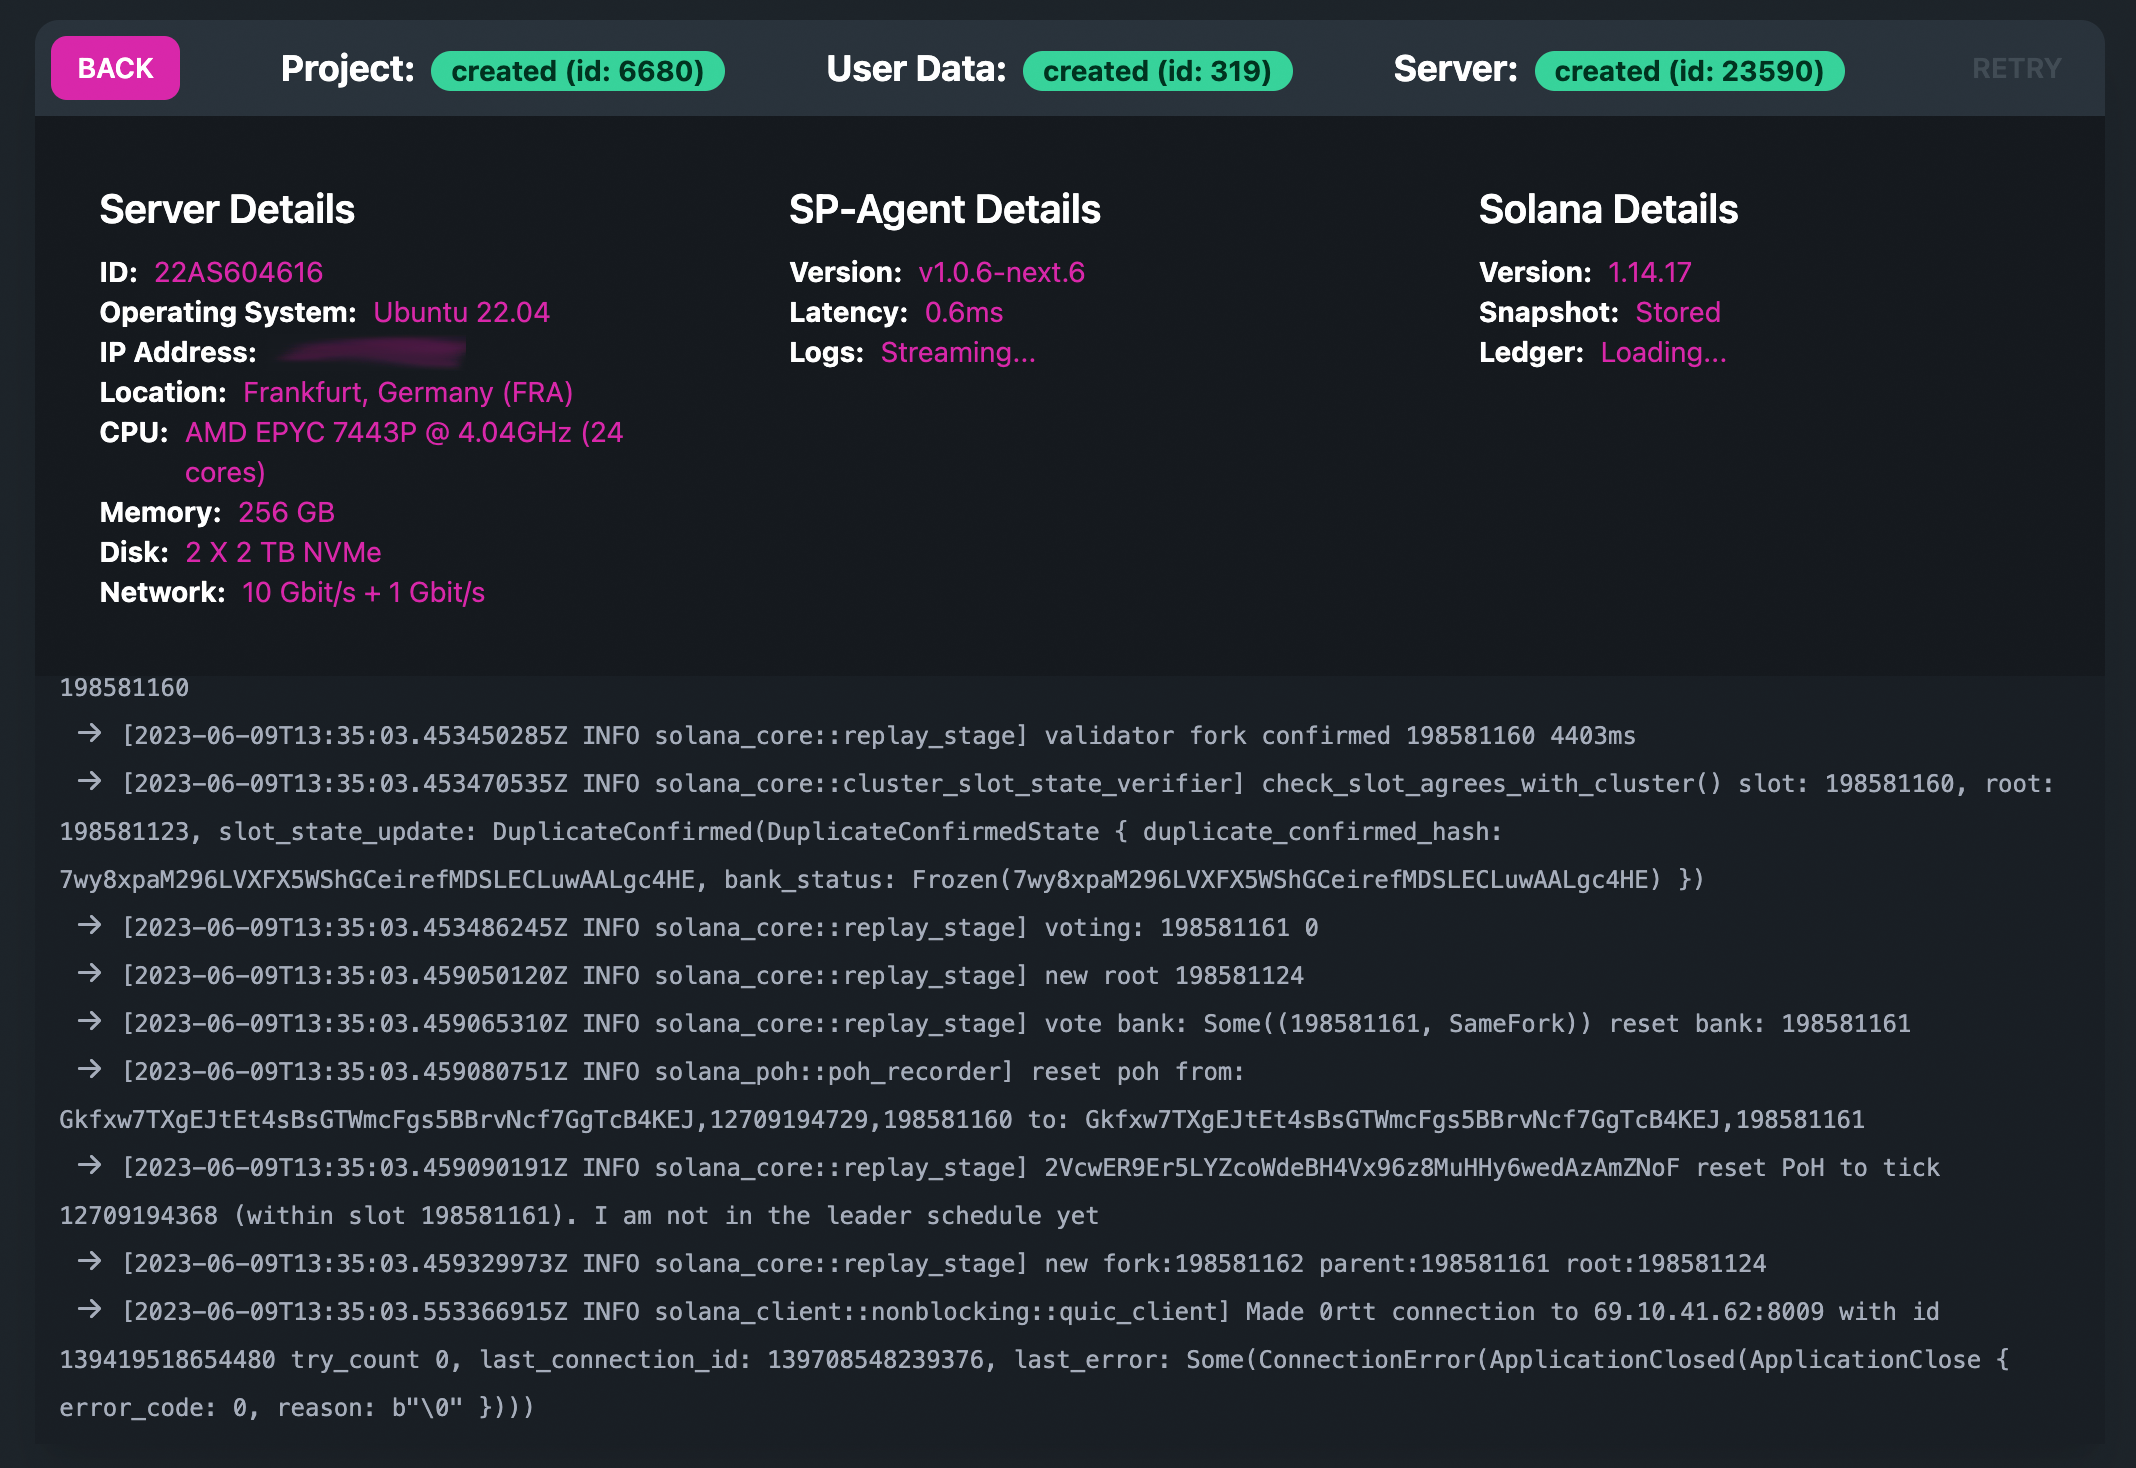 BACK Project: created (id: 6680) User Data: created (id: 319) Server: created (id: 23590) RETRY
Server Details
ID: 22AS604616
Operating System: Ubuntu 22.04
IP Address:
Location: Frankfurt, Germany (FRA)
CPU: AMD EPYC 7443P @ 4.04GHz (24
cores)
Memory: 256 GB
Disk: 2 X 2 TB NVMe
Network: 10 Gbit/s + 1 Gbit/s
SP-Agent Details
Version: v1.0.6-next.6
Latency: 0.6ms
Logs: Streaming...
Solana Details
Version: 1.14.17
Snapshot: Stored
Ledger: Loading...
198581160
→ [2023-06-09T13:35:03.453450285Z INFO solana_core::replay_stage] validator fork confirmed 198581160 4403ms
→ [2023-06-09T13:35:03.453470535Z INFO solana_core::cluster_slot_state_verifier] check_slot_agrees_with_cluster() slot: 198581160, root:
198581123, slot_state_update: DuplicateConfirmed(DuplicateConfirmedState { duplicate_confirmed_hash:
7wy8xpaM296LVXFX5WShGCeirefMDSLECLuwAALgc4HE, bank_status: Frozen(7wy8xpaM296LVXFX5WShGCeirefMDSLECLuwAALgc4HE) })
→ [2023-06-09T13:35:03.453486245Z INFO solana_core::replay_stage] voting: 198581161 0
→ [2023-06-09T13:35:03.459050120Z INFO solana_core::replay_stage] new root 198581124
→ [2023-06-09T13:35:03.459065310Z INFO solana_core::replay_stage] vote bank: Some((198581161, SameFork)) reset bank: 198581161
→ [2023-06-09T13:35:03.459080751Z INFO solana_poh::poh_recorder] reset poh from:
Gkfxw7TXgEJtEt4sBsGTWmcFgs5BBrvNcf7GgTcB4KEJ,12709194729,198581160 to: Gkfxw7TXgEJtEt4sBsGTWmcFgs5BBrvNcf7GgTcB4KEJ,198581161
→ [2023-06-09T13:35:03.459090191Z INFO solana_core::replay_stage] 2VcwER9Er5LYZcoWdeBH4Vx96z8MuHHy6wedAzAmZNoF reset PoH to tick
12709194368 (within slot 198581161). I am not in the leader schedule yet
→ [2023-06-09T13:35:03.459329973Z INFO solana_core::replay_stage] new fork:198581162 parent:198581161 root:198581124
→ [2023-06-09T13:35:03.553366915Z INFO solana_client::nonblocking::quic_client] Made 0rtt connection to 69.10.41.62:8009 with id
139419518654480 try_count 0, last_connection_id: 139708548239376, last_error: Some(ConnectionError(ApplicationClosed(ApplicationClose {
error_code: 0, reason: b"\0" })))